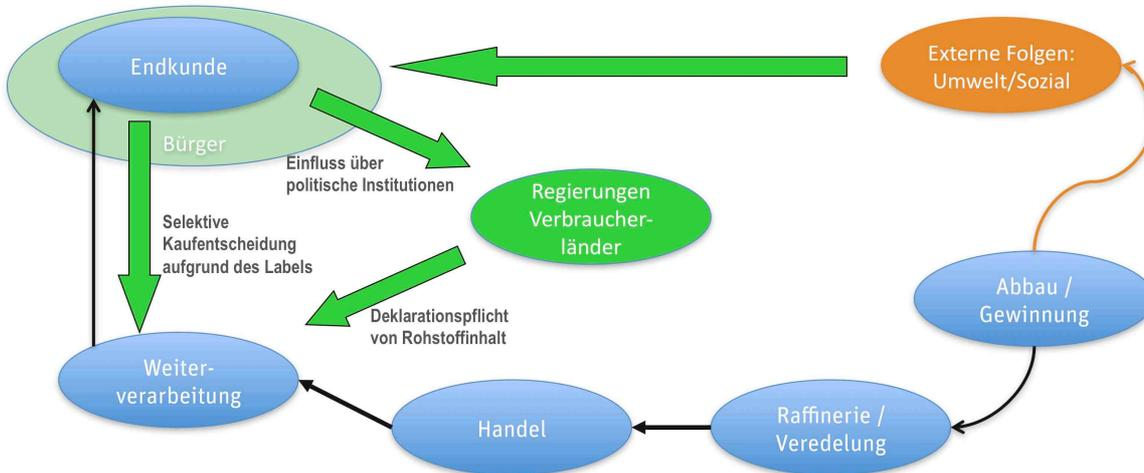 Endkunde
Bürger
Externe Folgen:
Umwelt/Sozial
Einfluss über
politische Institutionen
Regierungen
Verbraucher-
länder
Selektive
Kaufentscheidung
aufgrund des Labels
Deklarationspflicht
von Rohstoffinhalt
Abbau /
Gewinnung
Weiter-
verarbeitung
Handel
Raffinerie /
Veredelung